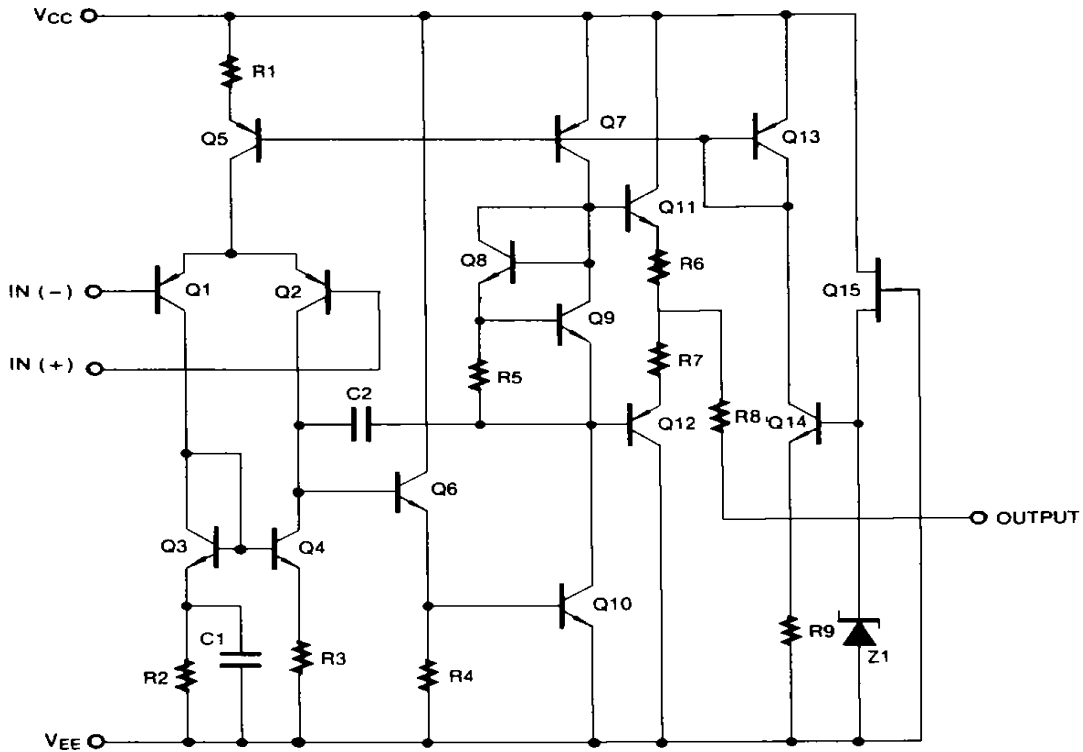 VCC
R1
Q5
Q7
Q13
Q11
Q8
R6
Q15
IN (-)
Q1
Q2
Q9
IN (+)
R5
R7
C2
Q12
R8
Q14
Q6
OUTPUT
Q3
Q4
Q10
C1
R9
R2
R3
R4
Z1
VEE